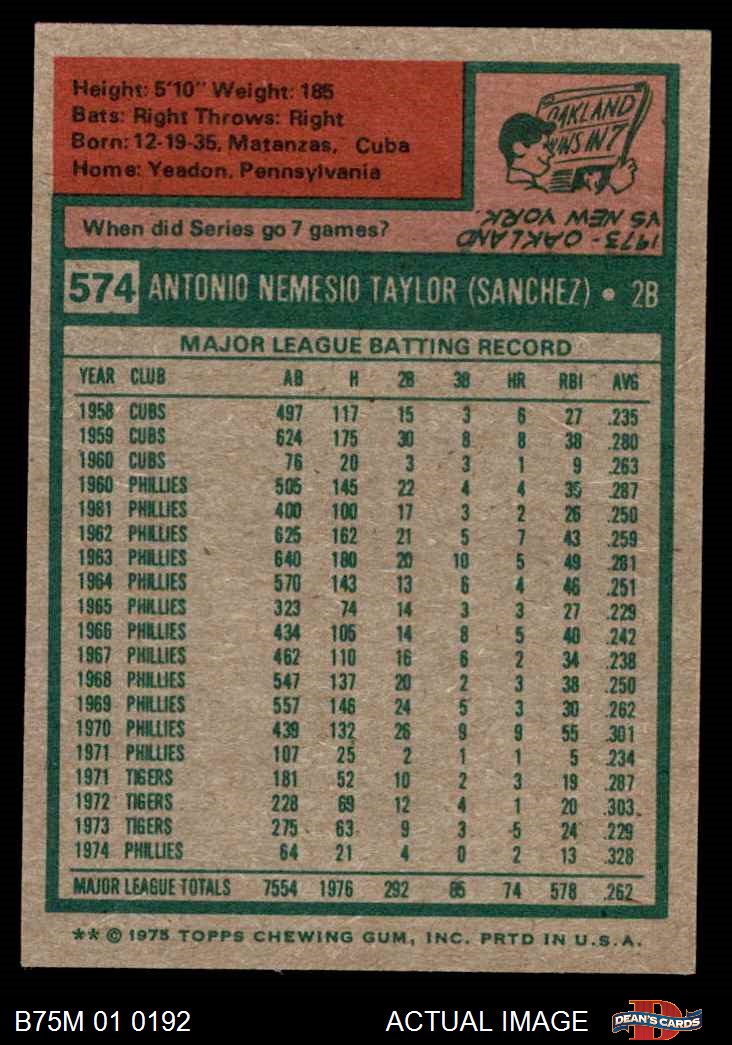 Height: 5'10" Weight: 185
Bats: Right Throws: Right
Born: 12-19-35, Matanzas, Cuba
Home: Yeadon, Pennsylvania
OAKLAND
WINS IN 7
When did Series go 7 games?
1973 - OAKLAND
VS NEW YORK.
574 ANTONIO NEMESIO TAYLOR (SANCHEZ) • 2B
MAJOR LEAGUE BATTING RECORD
YEAR CLUB AB H 2B 3B HR RBI AVG
1958 CUBS 497 117 15 3 6 27 .235
1959 CUBS 624 175 30 8 8 38 .280
1960 CUBS 76 20 3 3 1 9 .263
1960 PHILLIES 505 145 22 4 4 35 .287
1961 PHILLIES 400 100 17 3 2 26 .250
1962 PHILLIES 625 162 21 5 7 43 .259
1963 PHILLIES 640 180 20 10 5 49 .281
1964 PHILLIES 570 143 13 6 4 46 .251
1965 PHILLIES 323 74 14 3 3 27 .229
1966 PHILLIES 434 105 14 8 5 40 .242
1967 PHILLIES 462 110 16 6 2 34 .238
1968 PHILLIES 547 137 20 2 3 38 .250
1969 PHILLIES 557 146 24 5 3 30 .262
1970 PHILLIES 439 132 26 9 9 55 .301
1971 PHILLIES 107 25 2 1 1 5 .234
1971 TIGERS 181 52 10 2 3 19 .287
1972 TIGERS 228 69 12 4 1 20 .303
1973 TIGERS 275 63 9 3 5 24 .229
1974 PHILLIES 64 21 4 0 2 13 .328
MAJOR LEAGUE TOTALS 7554 1976 292 85 74 578 .262
** © 1975 TOPPS CHEWING GUM, INC. PRTD IN U.S.A.
B75M 01 0192 ACTUAL IMAGE
DEAN'S CARDS